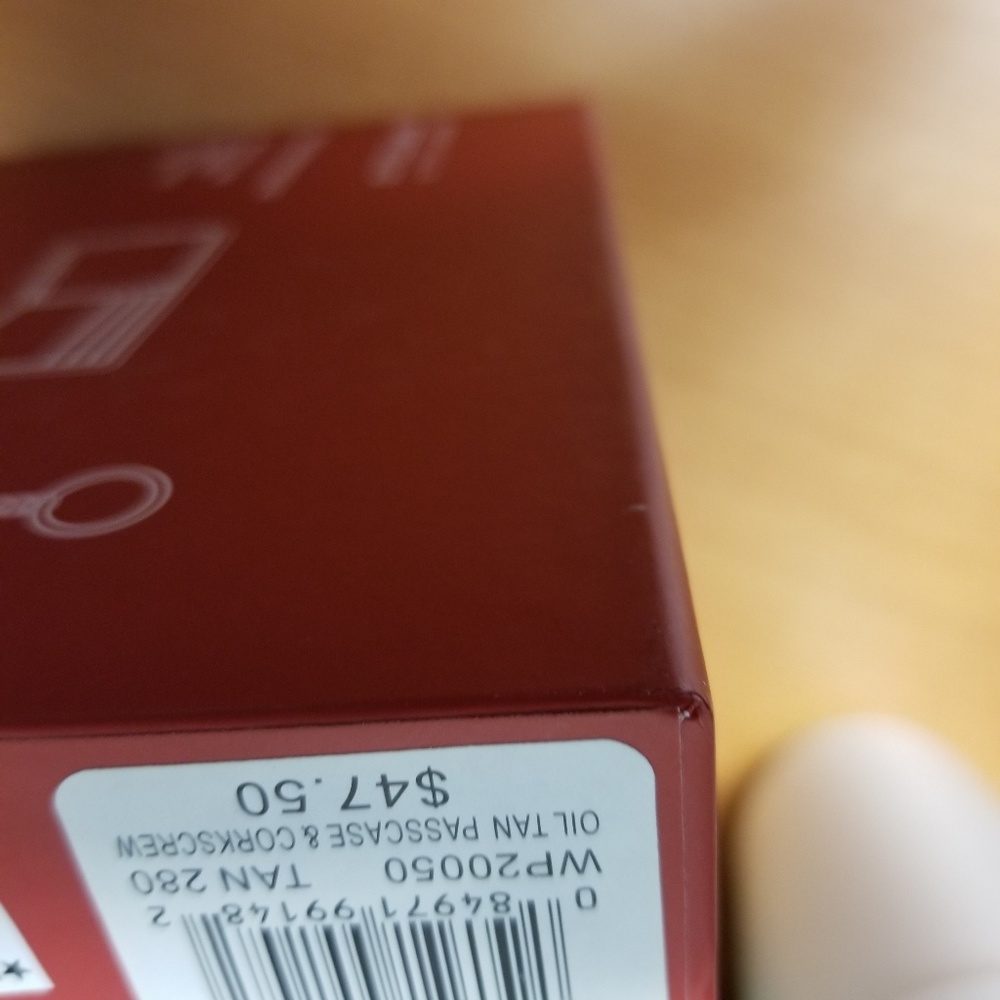 0 84971 99148 2
WP20050 TAN 280
OIL TAN PASSCASE & CORKSCREW
$47.50